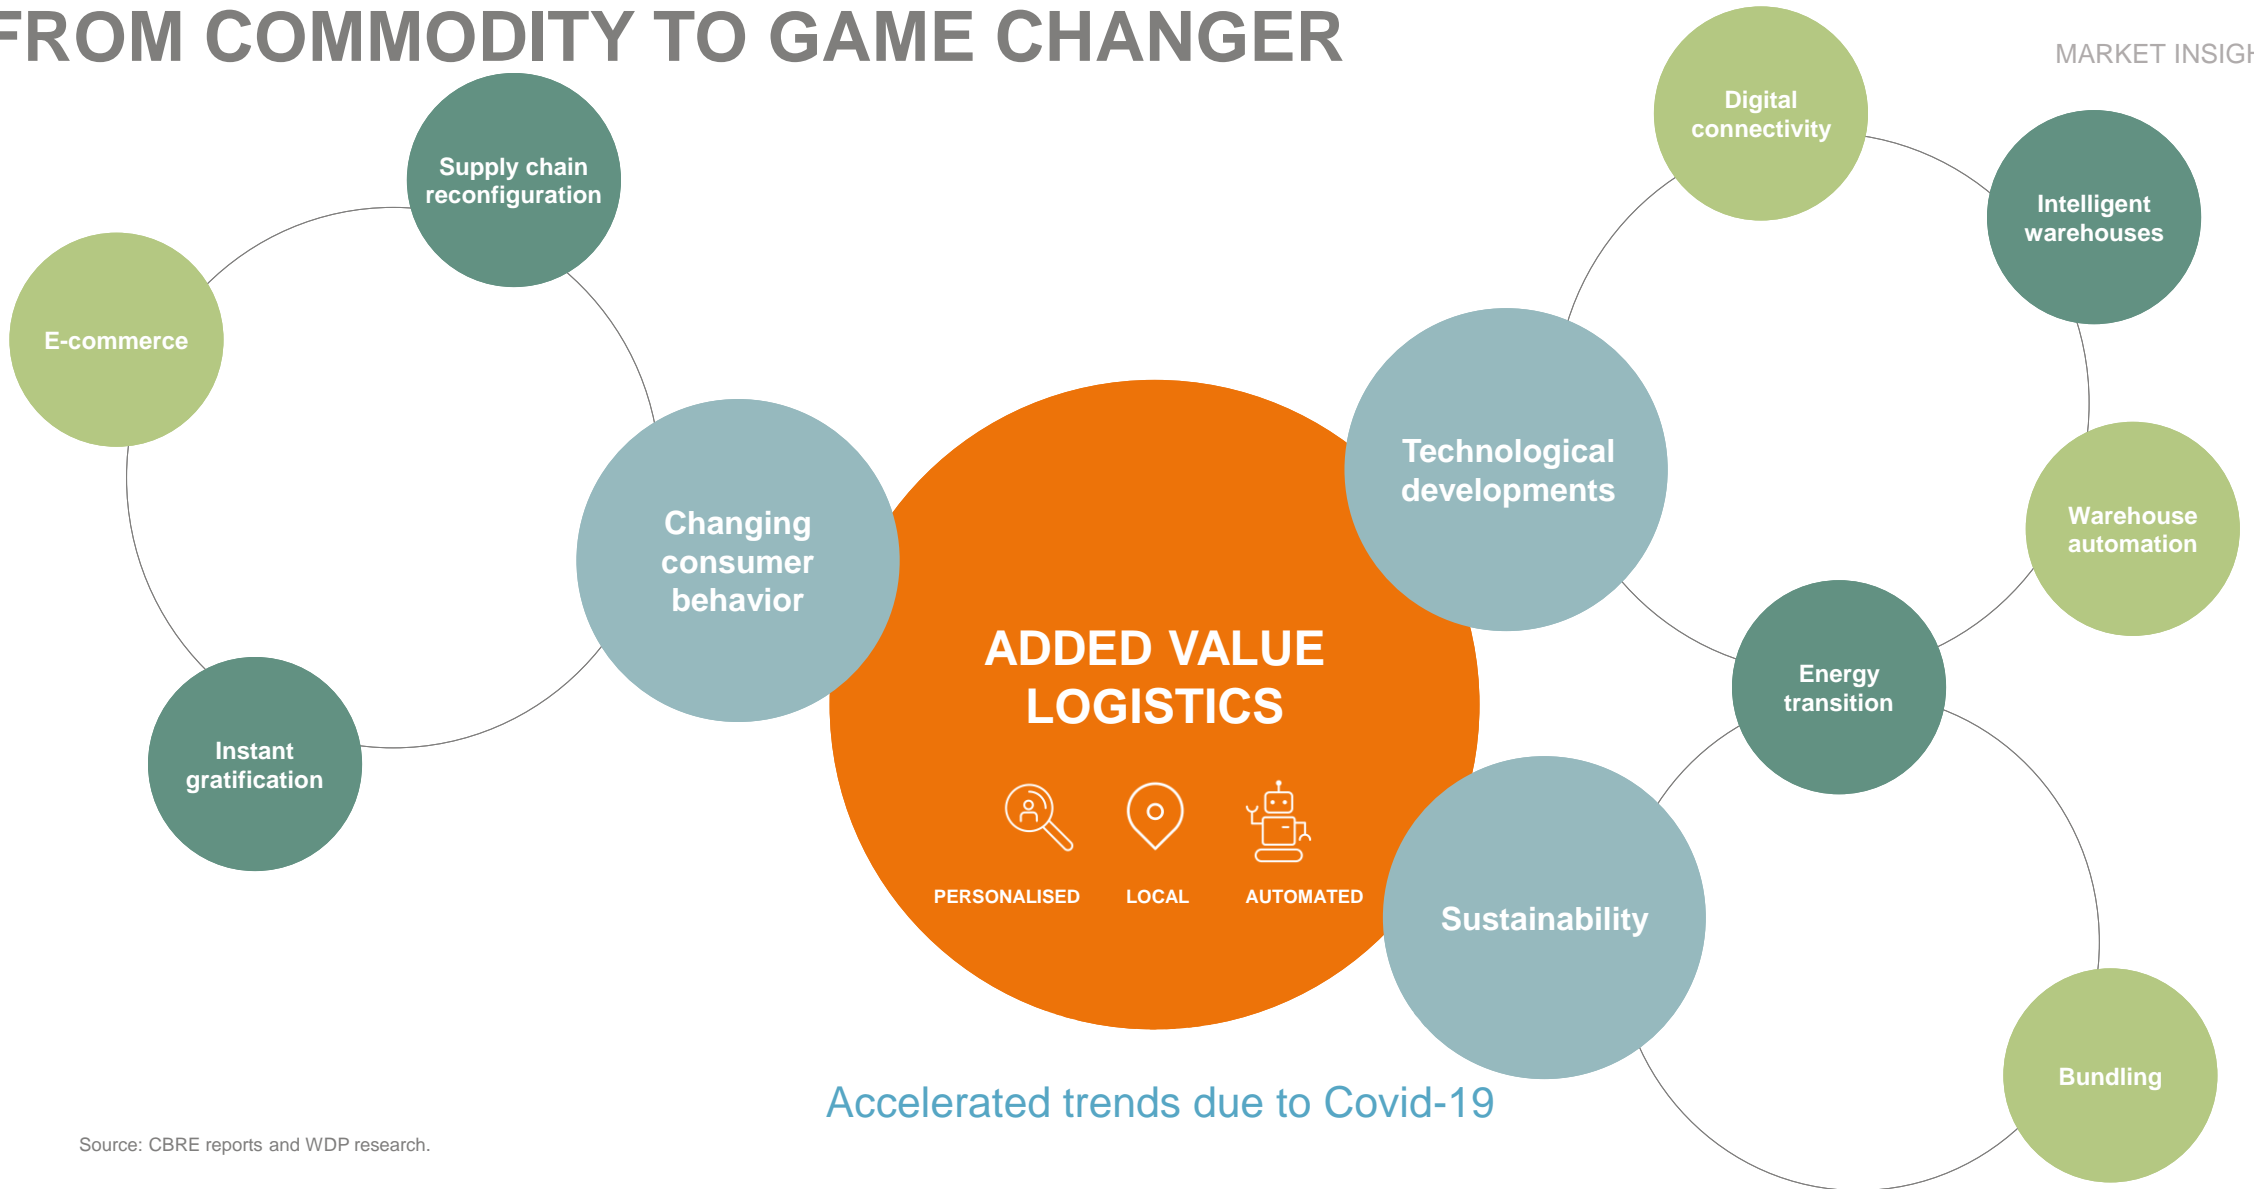 FROM COMMODITY TO GAME CHANGER
MARKET INSIGH
Digital
connectivity
Supply chain
reconfiguration
Intelligent
warehouses
E-commerce
Technological
developments
Changing
consumer
behavior
Warehouse
automation
ADDED VALUE
LOGISTICS
Energy
transition
Instant
gratification
PERSONALISED
LOCAL
AUTOMATED
Sustainability
Bundling
Accelerated trends due to Covid-19
Source: CBRE reports and WDP research.